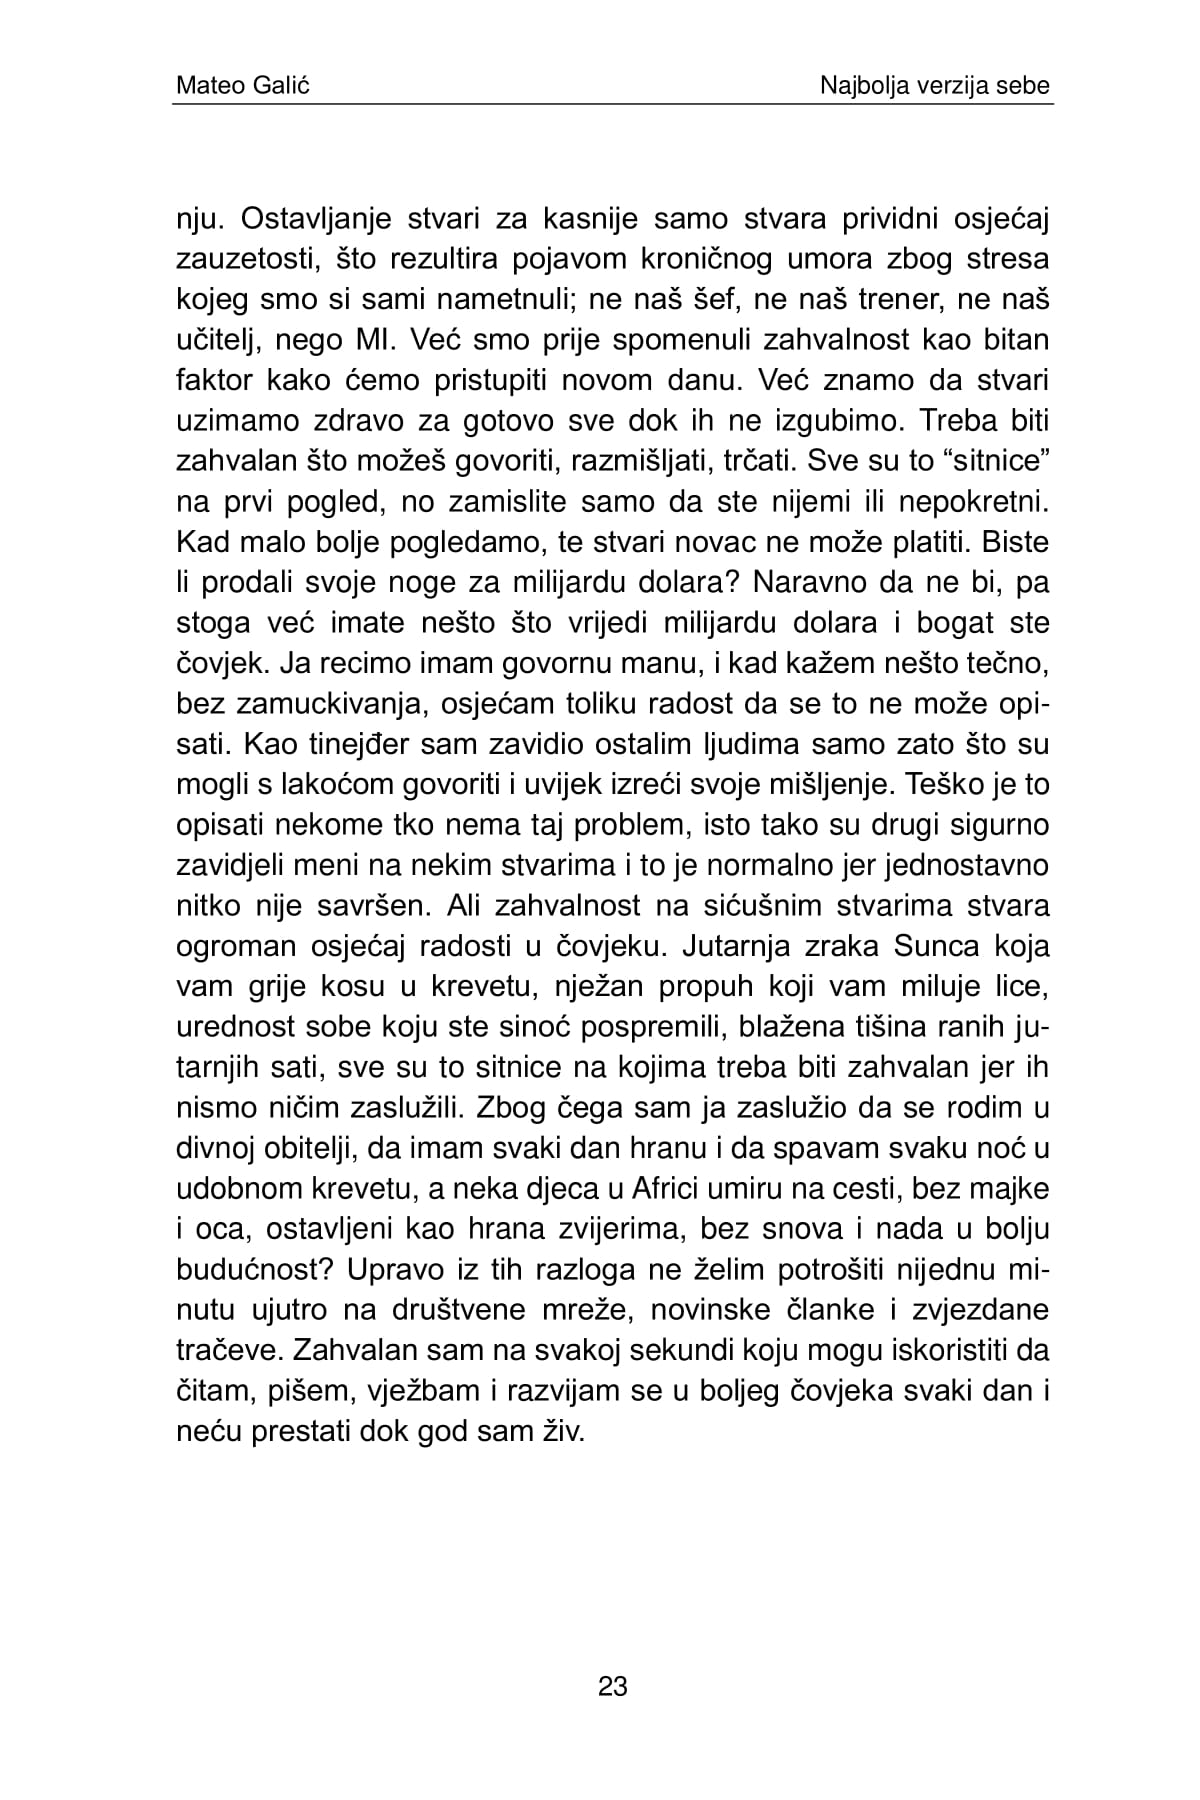 Mateo Galić
Najbolja verzija sebe
nju. Ostavljanje stvari za kasnije samo stvara prividni osjećaj
zauzetosti, što rezultira pojavom kroničnog umora zbog stresa
kojeg smo si sami nametnuli; ne naš šef, ne naš trener, ne naš
učitelj, nego MI. Već smo prije spomenuli zahvalnost kao bitan
faktor kako ćemo pristupiti novom danu. Već znamo da stvari
uzimamo zdravo za gotovo sve dok ih ne izgubimo. Treba biti
zahvalan što možeš govoriti, razmišljati, trčati. Sve su to “sitnice”
na prvi pogled, no zamislite samo da ste nijemi ili nepokretni.
Kad malo bolje pogledamo, te stvari novac ne može platiti. Biste
li prodali svoje noge za milijardu dolara? Naravno da ne bi, pa
stoga već imate nešto što vrijedi milijardu dolara i bogat ste
čovjek. Ja recimo imam govornu manu, i kad kažem nešto tečno,
bez zamuckivanja, osjećam toliku radost da se to ne može opi-
sati. Kao tinejđer sam zavidio ostalim ljudima samo zato što su
mogli s lakoćom govoriti i uvijek izreći svoje mišljenje. Teško je to
opisati nekome tko nema taj problem, isto tako su drugi sigurno
zavidjeli meni na nekim stvarima i to je normalno jer jednostavno
nitko nije savršen. Ali zahvalnost na sićušnim stvarima stvara
ogroman osjećaj radosti u čovjeku. Jutarnja zraka Sunca koja
vam grije kosu u krevetu, nježan propuh koji vam miluje lice,
urednost sobe koju ste sinoć pospremili, blažena tišina ranih ju-
tarnjih sati, sve su to sitnice na kojima treba biti zahvalan jer ih
nismo ničim zaslužili. Zbog čega sam ja zaslužio da se rodim u
divnoj obitelji, da imam svaki dan hranu i da spavam svaku noć u
udobnom krevetu, a neka djeca u Africi umiru na cesti, bez majke
i oca, ostavljeni kao hrana zvijerima, bez snova i nada u bolju
budućnost? Upravo iz tih razloga ne želim potrošiti nijednu mi-
nutu ujutro na društvene mreže, novinske članke i zvjezdane
tračeve. Zahvalan sam na svakoj sekundi koju mogu iskoristiti da
čitam, pišem, vježbam i razvijam se u boljeg čovjeka svaki dan i
neću prestati dok god sam živ.
23